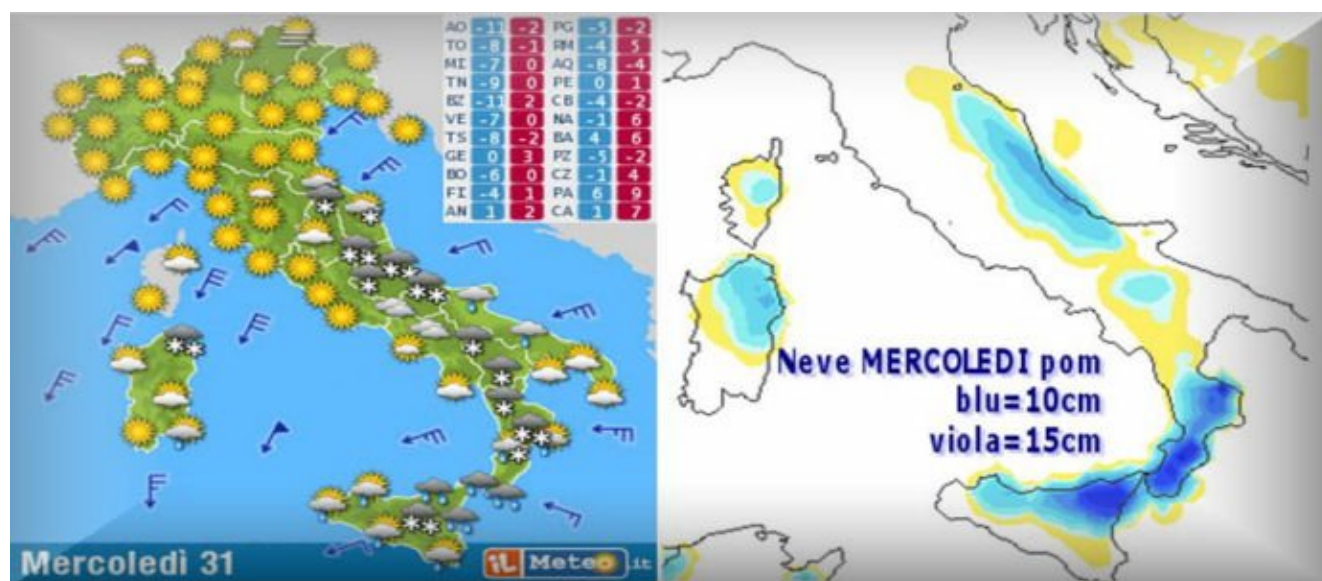 AO -11 -2 PG -5 -2
TO -8 -1 RM -4 5
MI -7 0 AQ -8 -4
TN -9 0 PE 0 1
BZ -11 2 CB -4 -2
VE -7 0 NA -1 6
TS -8 -2 BA 4 6
GE 0 3 PZ -5 -2
BO -6 0 CZ -1 4
FI -4 1 PA 6 9
AN 1 2 CA 1 7
Neve MERCOLEDI pom
blu=10cm
viola=15cm
Mercoledì 31
iL Meteo.it